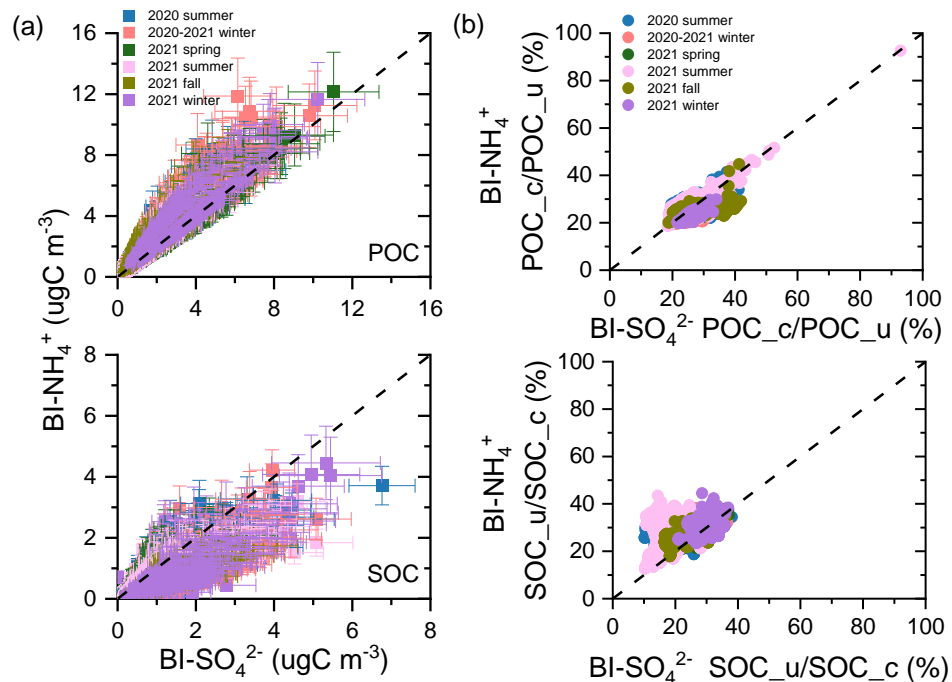 (a)
2020 summer
2020-2021 winter
2021 spring
2021 summer
2021 fall
2021 winter
16
12
8
4
0
0 4 8 12 16
POC
BI-NH₄⁺ (ugC m⁻³)
8
6
4
2
0
0 2 4 6 8
SOC
BI-SO₄²⁻ (ugC m⁻³)
(b)
2020 summer
2020-2021 winter
2021 spring
2021 summer
2021 fall
2021 winter
BI-NH₄⁺
POC_c/POC_u (%)
100
80
60
40
20
0
0 20 40 60 80 100
BI-SO₄²⁻ POC_c/POC_u (%)
BI-NH₄⁺
SOC_u/SOC_c (%)
100
80
60
40
20
0
0 20 40 60 80 100
BI-SO₄²⁻ SOC_u/SOC_c (%)